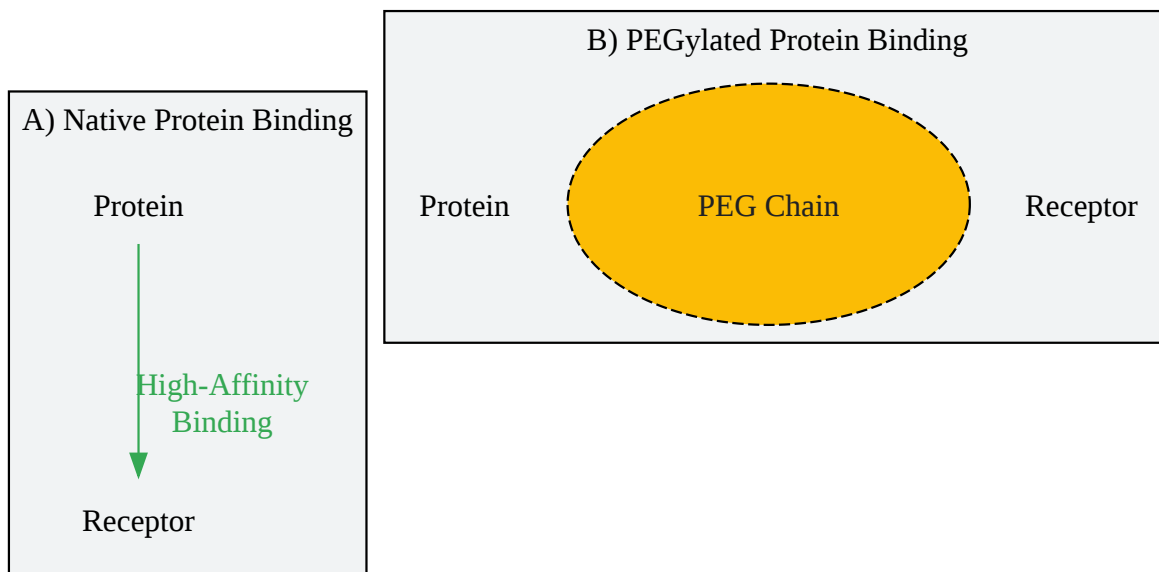 A) Native Protein Binding
Protein
High-Affinity
Binding
Receptor
B) PEGylated Protein Binding
Protein
PEG Chain
Receptor